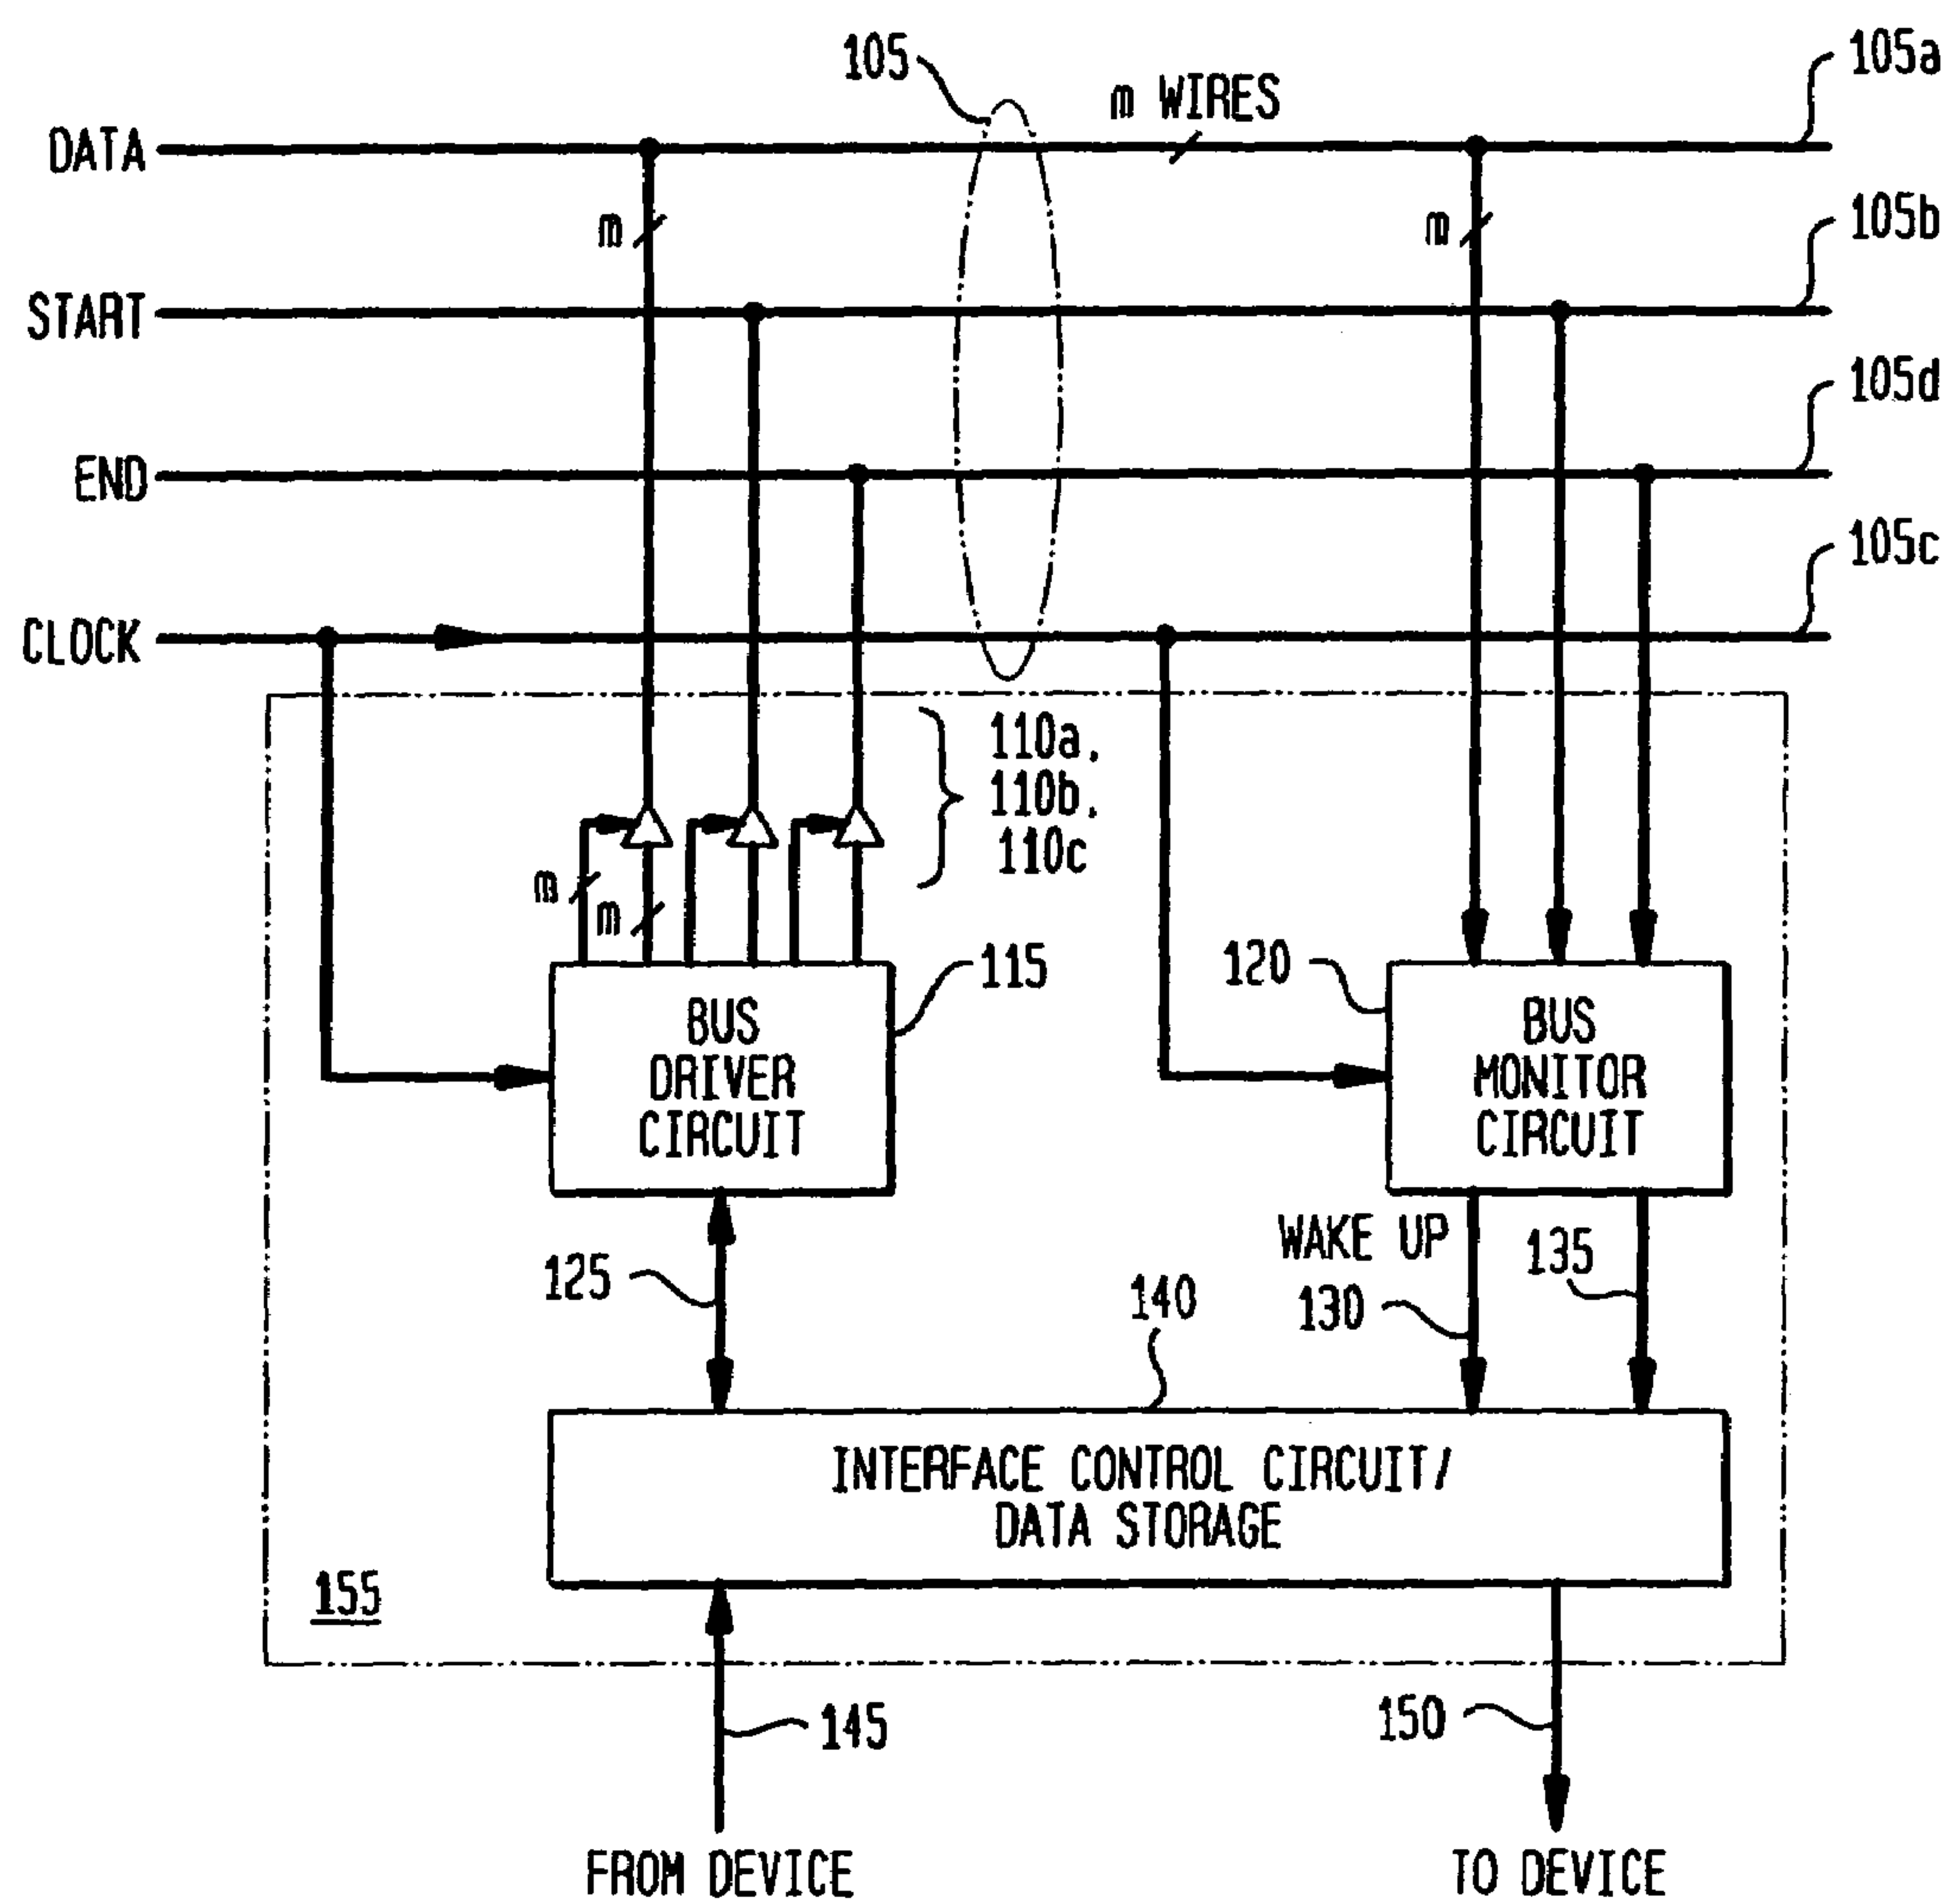 105
m WIRES
105a
DATA
m
m
105b
START
105d
END
105c
CLOCK
110a,
110b,
110c
m
m
115
120
BUS
DRIVER
CIRCUIT
BUS
MONITOR
CIRCUIT
WAKE UP
125
130
135
140
INTERFACE CONTROL CIRCUIT/
DATA STORAGE
155
145
150
FROM DEVICE
TO DEVICE